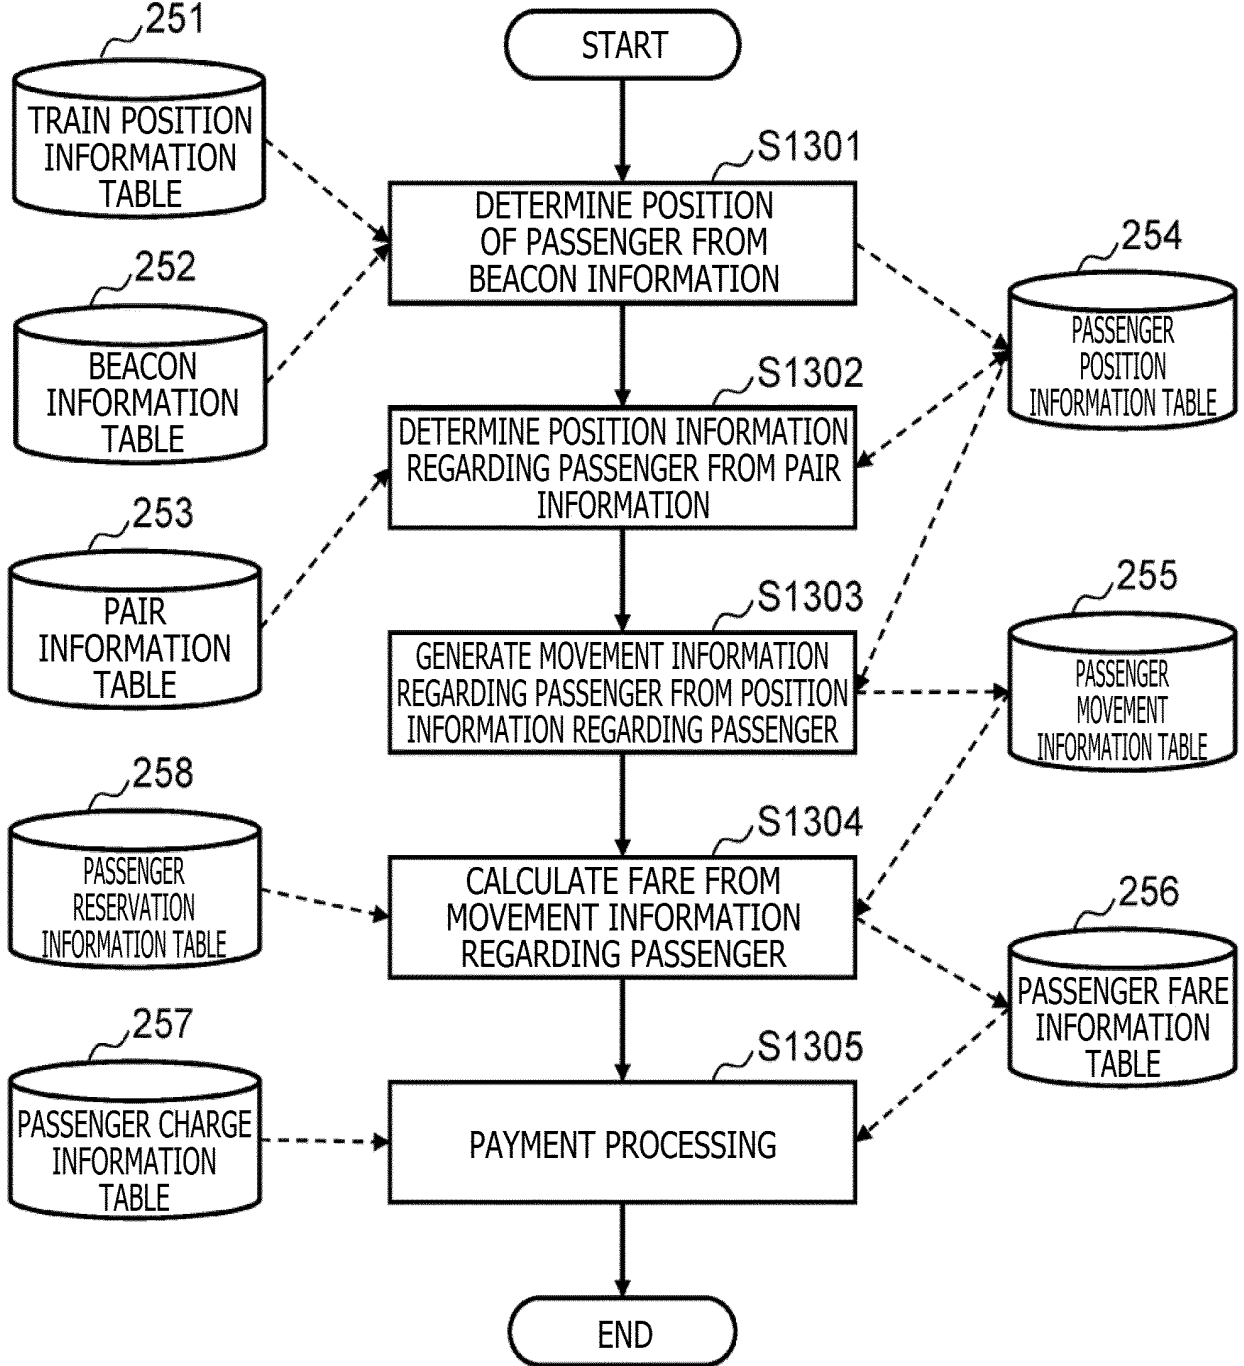 START
251
TRAIN POSITION
INFORMATION
TABLE
S1301
DETERMINE POSITION
OF PASSENGER FROM
BEACON INFORMATION
252
BEACON
INFORMATION
TABLE
254
PASSENGER
POSITION
INFORMATION TABLE
S1302
DETERMINE POSITION INFORMATION
REGARDING PASSENGER FROM PAIR
INFORMATION
253
PAIR
INFORMATION
TABLE
S1303
GENERATE MOVEMENT INFORMATION
REGARDING PASSENGER FROM POSITION
INFORMATION REGARDING PASSENGER
255
PASSENGER
MOVEMENT
INFORMATION TABLE
258
PASSENGER
RESERVATION
INFORMATION TABLE
S1304
CALCULATE FARE FROM
MOVEMENT INFORMATION
REGARDING PASSENGER
256
PASSENGER FARE
INFORMATION
TABLE
257
PASSENGER CHARGE
INFORMATION
TABLE
S1305
PAYMENT PROCESSING
END